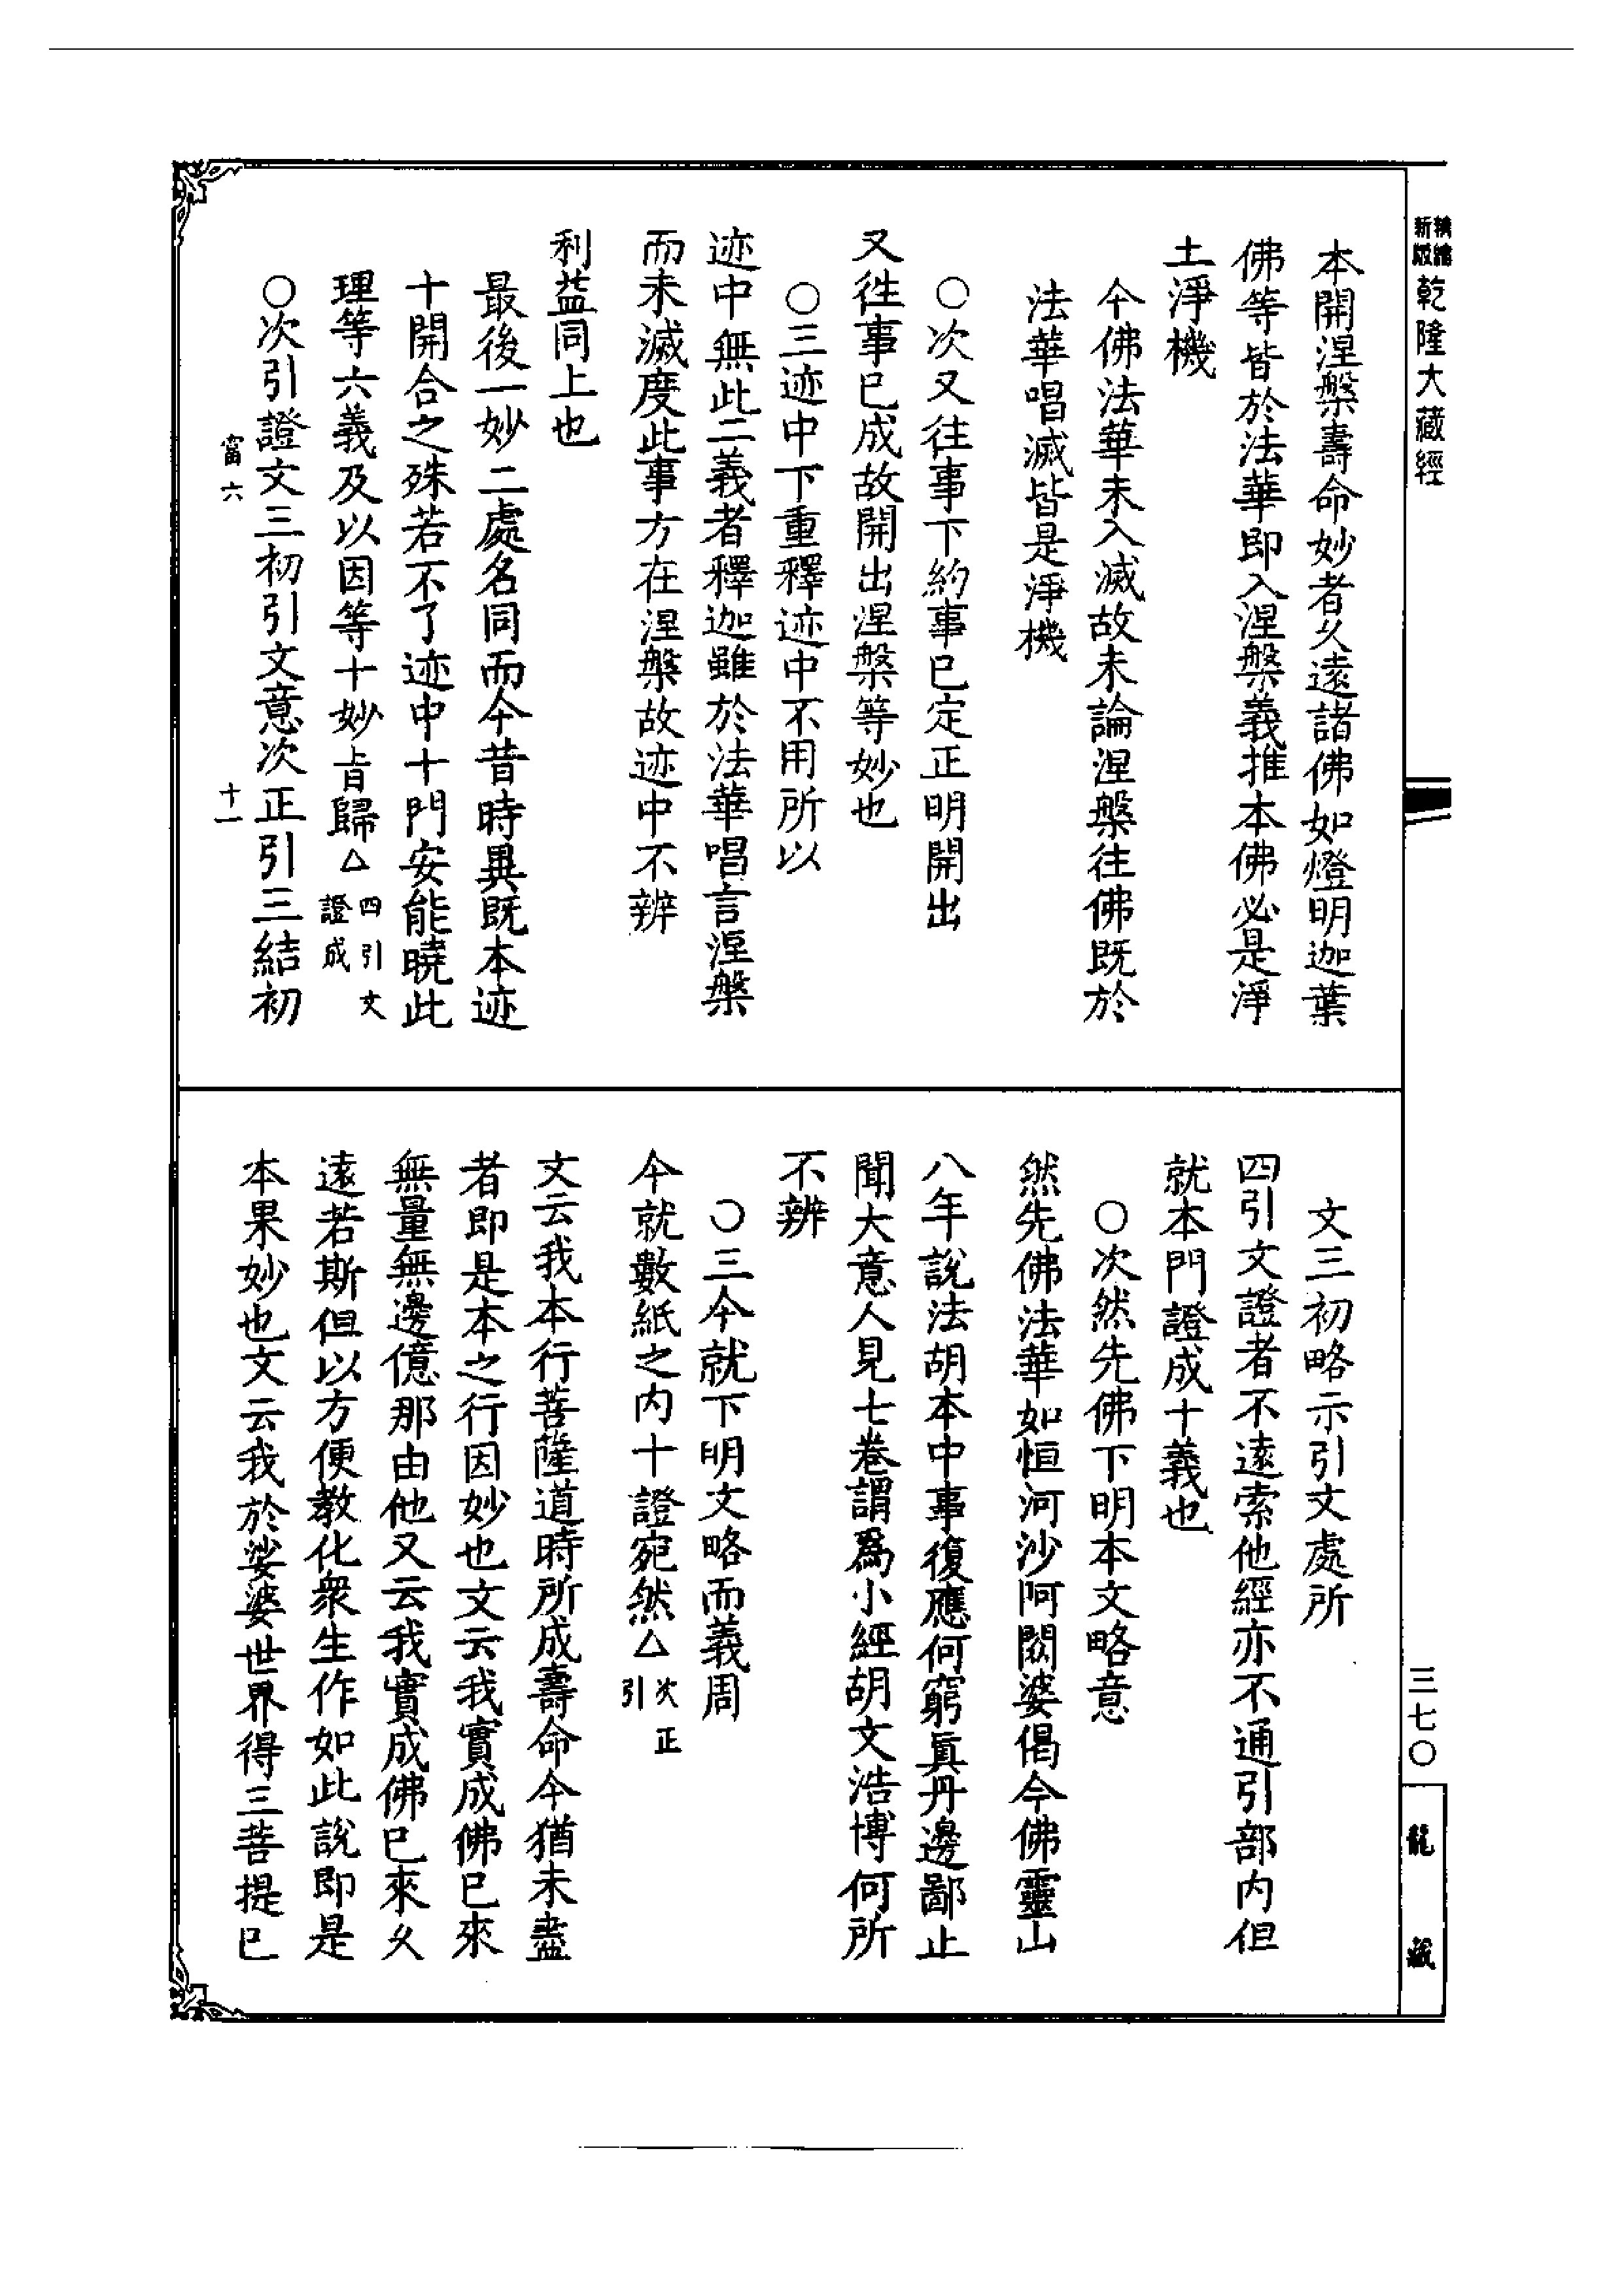 新編縮版乾隆大藏經
本開涅槃壽命妙者久遠諸佛如燈明迦葉
佛等皆於法華即入涅槃義推本佛必是淨
土淨機
今佛法華未入滅故未論涅槃往佛既於
法華唱滅皆是淨機
○次又往事下約事已定正明開出
又徃事已成故開出涅槃等妙也
○三迹中下重釋迹中不用所以
迹中無此二義者釋迦雖於法華唱言涅槃
而未滅度此事方在涅槃故迹中不辨
利益同上也
最後一妙二處名同而今昔時異既本迹
十開合之殊若不了迹中十門安能曉此
理等六義及以因等十妙㫖歸△四引文證成
○次引證文三初引文意次正引三結初
富六 十一
文三初略示引文處所
四引文證者不遠索他經亦不通引部內但
就本門證成十義也
○次然先佛下明本文略意
然先佛法華如恒河沙阿閦婆偈今佛靈山
八年說法胡本中事復應何窮眞丹邊鄙止
聞大意人見七卷謂爲小經胡文浩博何所
不辨
○三今就下明文略而義周
今就數紙之內十證宛然△次正引
文云我本行菩薩道時所成壽命今猶未盡
者即是本之行因妙也文云我實成佛已來
無量無邊億那由他又云我實成佛已來久
遠若斯但以方便教化衆生作如此說即是
本果妙也文云我於娑婆世界得三菩提已
三七〇
龍藏